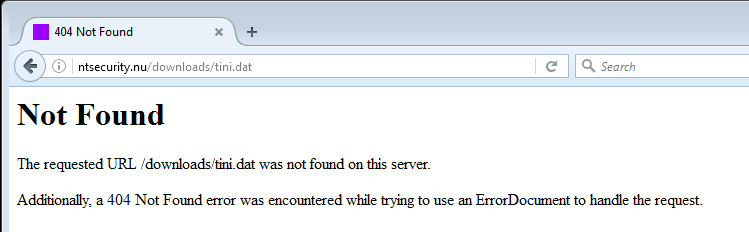 404 Not Found
ntsecurity.nu/downloads/tini.dat
Search
Not Found
The requested URL /downloads/tini.dat was not found on this server.
Additionally, a 404 Not Found error was encountered while trying to use an ErrorDocument to handle the request.